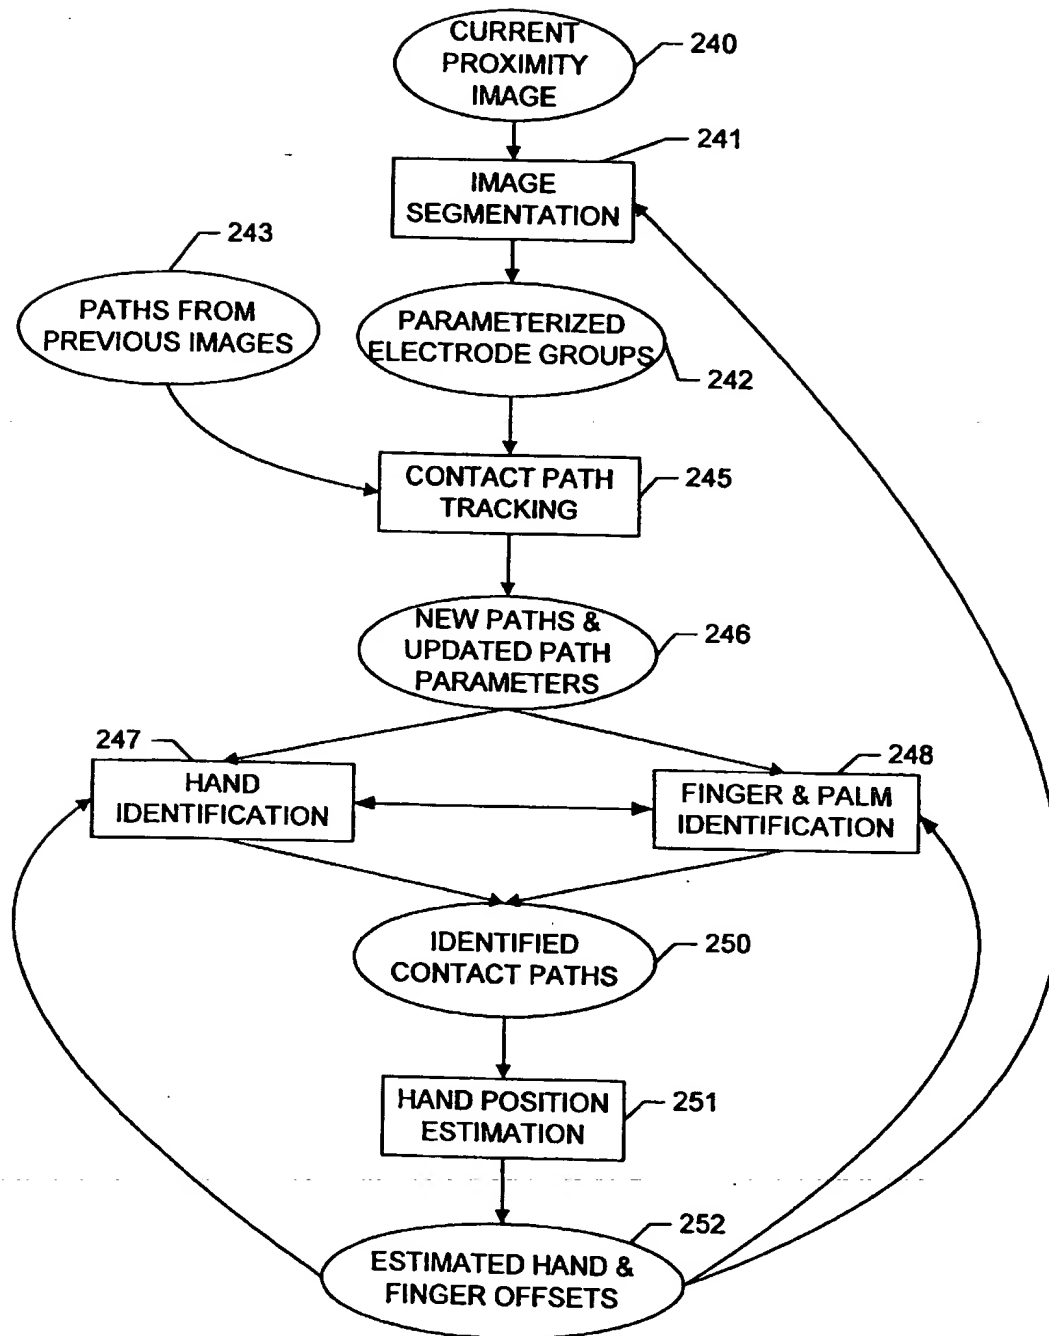 CURRENT
PROXIMITY
IMAGE
240
241
IMAGE
SEGMENTATION
243
PATHS FROM
PREVIOUS IMAGES
PARAMETERIZED
ELECTRODE GROUPS
242
CONTACT PATH
TRACKING
245
NEW PATHS &
UPDATED PATH
PARAMETERS
246
247
HAND
IDENTIFICATION
248
FINGER & PALM
IDENTIFICATION
IDENTIFIED
CONTACT PATHS
250
HAND POSITION
ESTIMATION
251
252
ESTIMATED HAND &
FINGER OFFSETS